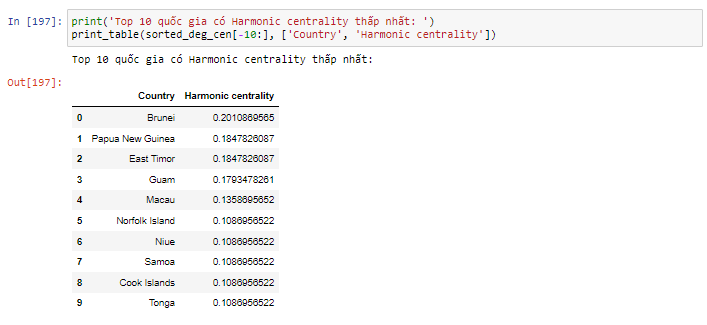 In [197]: print('Top 10 quốc gia có Harmonic centrality thấp nhất: ')
print_table(sorted_deg_cen[-10:], ['Country', 'Harmonic centrality'])
Top 10 quốc gia có Harmonic centrality thấp nhất:
Out[197]:
Country Harmonic centrality
0 Brunei 0.2010869565
1 Papua New Guinea 0.1847826087
2 East Timor 0.1847826087
3 Guam 0.1793478261
4 Macau 0.1358695652
5 Norfolk Island 0.1086956522
6 Niue 0.1086956522
7 Samoa 0.1086956522
8 Cook Islands 0.1086956522
9 Tonga 0.1086956522